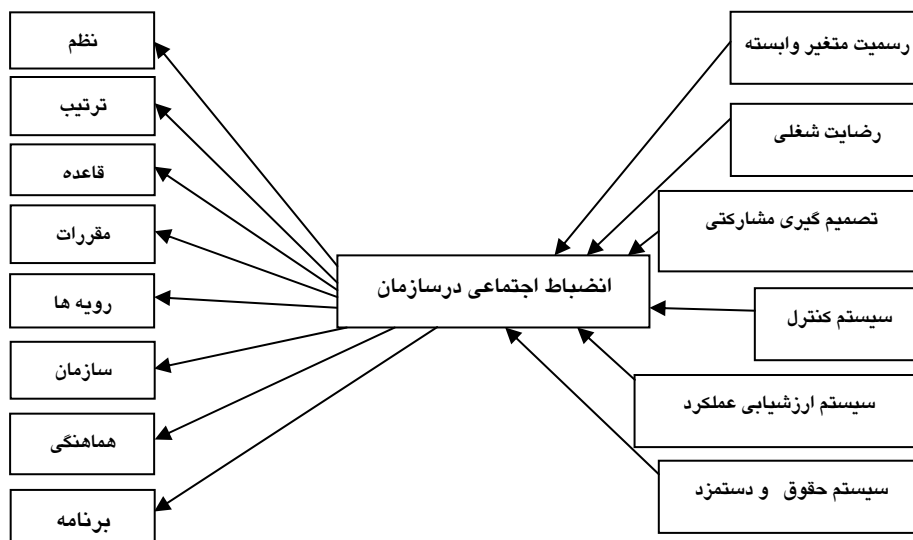 رسمیت متغیر وابسته
رضایت شغلی
تصمیم گیری مشارکتی
سیستم کنترل
سیستم ارزشیابی عملکرد
سیستم حقوق و دستمزد
انضباط اجتماعی درسازمان
نظم
ترتیب
قاعده
مقررات
رویه ها
سازمان
هماهنگی
برنامه